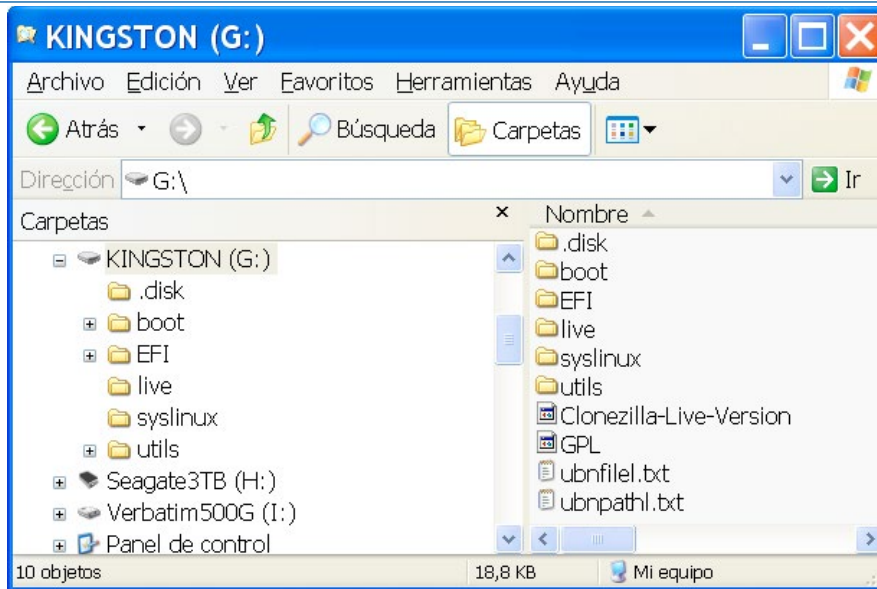 KINGSTON (G:)
Archivo Edición Ver Favoritos Herramientas Ayuda
Atrás Búsqueda Carpetas
Dirección G:\ Ir
Carpetas x
KINGSTON (G:)
.disk
boot
EFI
live
syslinux
utils
Seagate3TB (H:)
Verbatim500G (I:)
Panel de control
Nombre
.disk
boot
EFI
live
syslinux
utils
Clonezilla-Live-Version
GPL
ubnfilel.txt
ubnpathl.txt
10 objetos 18,8 KB Mi equipo